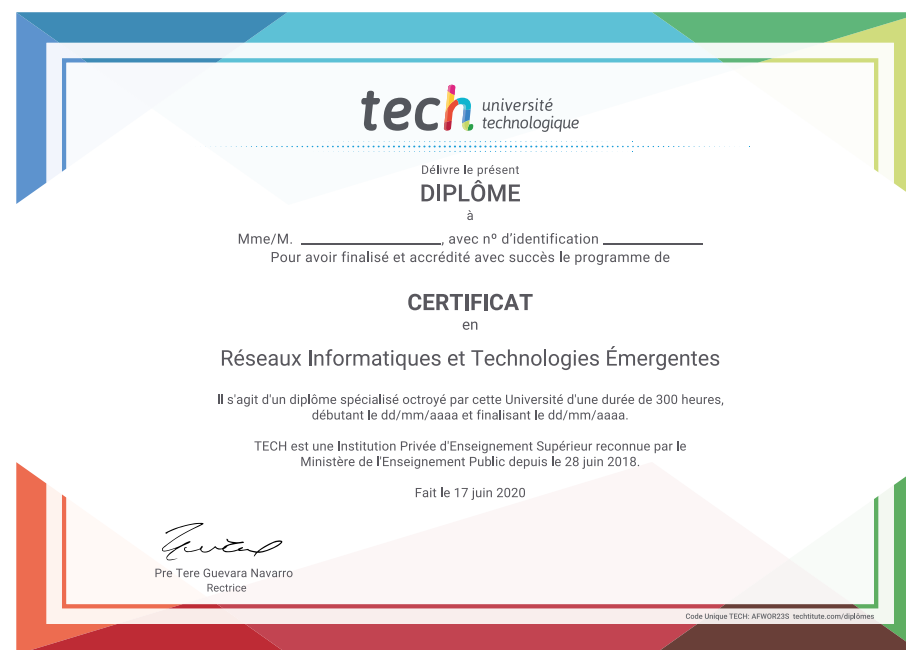 tech université
technologique
Délivre le présent
DIPLÔME
à
Mme/M. ____________________, avec nº d'identification ______________
Pour avoir finalisé et accrédité avec succès le programme de
CERTIFICAT
en
Réseaux Informatiques et Technologies Émergentes
Il s'agit d'un diplôme spécialisé octroyé par cette Université d'une durée de 300 heures,
débutant le dd/mm/aaaa et finalisant le dd/mm/aaaa.
TECH est une Institution Privée d'Enseignement Supérieur reconnue par le
Ministère de l'Enseignement Public depuis le 28 juin 2018.
Fait le 17 juin 2020
Pre Tere Guevara Navarro
Rectrice
Code Unique TECH: AFWOR23S techtitute.com/diplômes